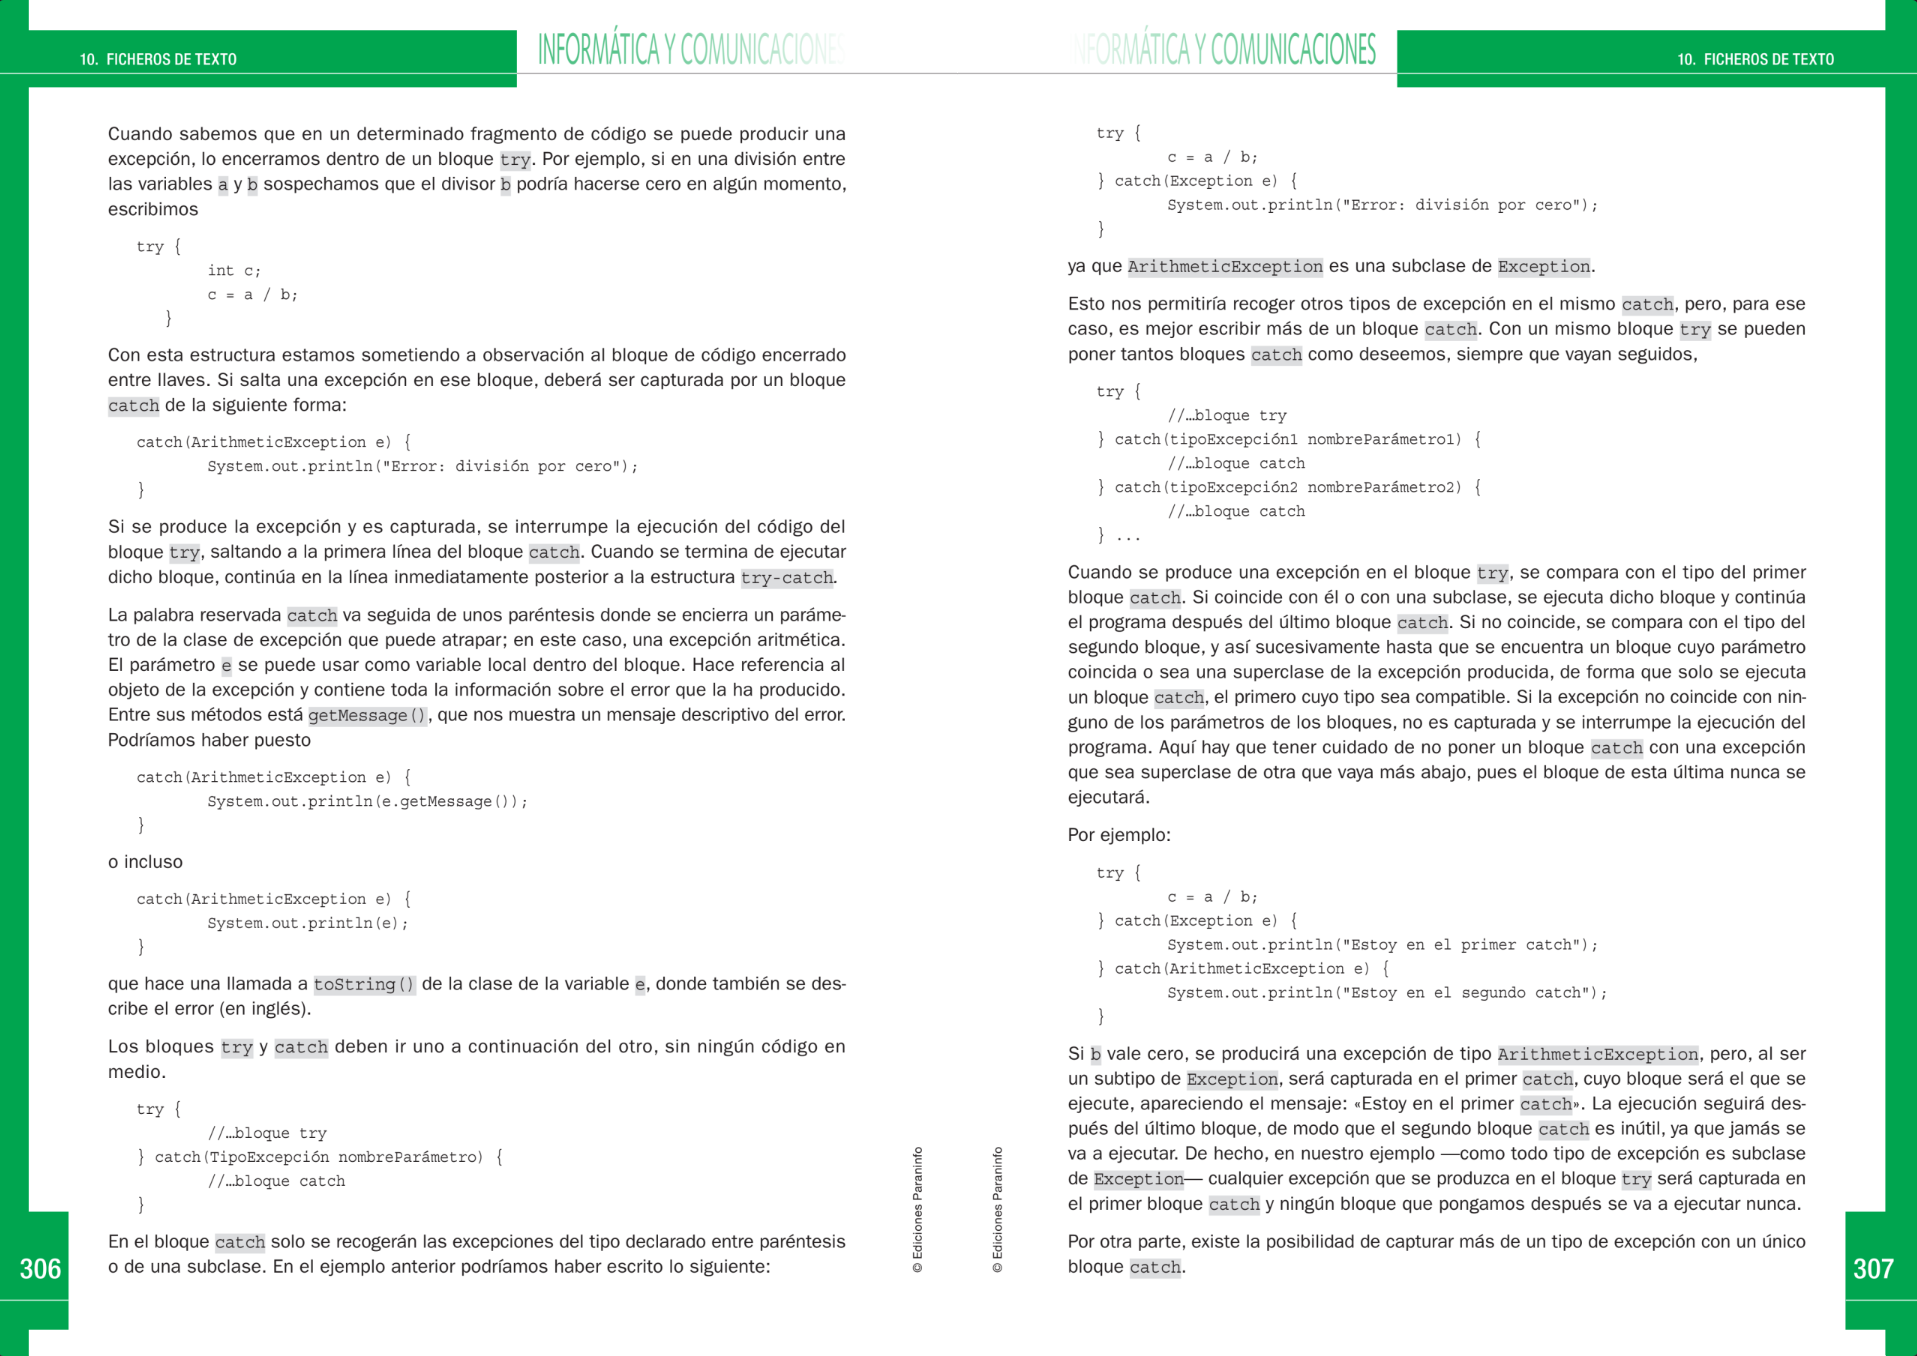 10. FICHEROS DE TEXTO
INFORMÁTICA Y COMUNICACIONES
Cuando sabemos que en un determinado fragmento de código se puede producir una
excepción, lo encerramos dentro de un bloque try. Por ejemplo, si en una división entre
las variables a y b sospechamos que el divisor b podría hacerse cero en algún momento,
escribimos
try {
int c;
c = a / b;
}
Con esta estructura estamos sometiendo a observación al bloque de código encerrado
entre llaves. Si salta una excepción en ese bloque, deberá ser capturada por un bloque
catch de la siguiente forma:
catch(ArithmeticException e) {
System.out.println("Error: división por cero");
}
Si se produce la excepción y es capturada, se interrumpe la ejecución del código del
bloque try, saltando a la primera línea del bloque catch. Cuando se termina de ejecutar
dicho bloque, continúa en la línea inmediatamente posterior a la estructura try-catch.
La palabra reservada catch va seguida de unos paréntesis donde se encierra un paráme-
tro de la clase de excepción que puede atrapar; en este caso, una excepción aritmética.
El parámetro e se puede usar como variable local dentro del bloque. Hace referencia al
objeto de la excepción y contiene toda la información sobre el error que la ha producido.
Entre sus métodos está getMessage(), que nos muestra un mensaje descriptivo del error.
Podríamos haber puesto
catch(ArithmeticException e) {
System.out.println(e.getMessage());
}
o incluso
catch(ArithmeticException e) {
System.out.println(e);
}
que hace una llamada a toString() de la clase de la variable e, donde también se des-
cribe el error (en inglés).
Los bloques try y catch deben ir uno a continuación del otro, sin ningún código en
medio.
try {
//…bloque try
} catch(TipoExcepción nombreParámetro) {
//…bloque catch
}
En el bloque catch solo se recogerán las excepciones del tipo declarado entre paréntesis
o de una subclase. En el ejemplo anterior podríamos haber escrito lo siguiente:
306
© Ediciones Paraninfo
INFORMÁTICA Y COMUNICACIONES
10. FICHEROS DE TEXTO
try {
c = a / b;
} catch(Exception e) {
System.out.println("Error: división por cero");
}
ya que ArithmeticException es una subclase de Exception.
Esto nos permitiría recoger otros tipos de excepción en el mismo catch, pero, para ese
caso, es mejor escribir más de un bloque catch. Con un mismo bloque try se pueden
poner tantos bloques catch como deseemos, siempre que vayan seguidos,
try {
//…bloque try
} catch(tipoExcepción1 nombreParámetro1) {
//…bloque catch
} catch(tipoExcepción2 nombreParámetro2) {
//…bloque catch
} ...
Cuando se produce una excepción en el bloque try, se compara con el tipo del primer
bloque catch. Si coincide con él o con una subclase, se ejecuta dicho bloque y continúa
el programa después del último bloque catch. Si no coincide, se compara con el tipo del
segundo bloque, y así sucesivamente hasta que se encuentra un bloque cuyo parámetro
coincida o sea una superclase de la excepción producida, de forma que solo se ejecuta
un bloque catch, el primero cuyo tipo sea compatible. Si la excepción no coincide con nin-
guno de los parámetros de los bloques, no es capturada y se interrumpe la ejecución del
programa. Aquí hay que tener cuidado de no poner un bloque catch con una excepción
que sea superclase de otra que vaya más abajo, pues el bloque de esta última nunca se
ejecutará.
Por ejemplo:
try {
c = a / b;
} catch(Exception e) {
System.out.println("Estoy en el primer catch");
} catch(ArithmeticException e) {
System.out.println("Estoy en el segundo catch");
}
Si b vale cero, se producirá una excepción de tipo ArithmeticException, pero, al ser
un subtipo de Exception, será capturada en el primer catch, cuyo bloque será el que se
ejecute, apareciendo el mensaje: «Estoy en el primer catch». La ejecución seguirá des-
pués del último bloque, de modo que el segundo bloque catch es inútil, ya que jamás se
va a ejecutar. De hecho, en nuestro ejemplo —como todo tipo de excepción es subclase
de Exception— cualquier excepción que se produzca en el bloque try será capturada en
el primer bloque catch y ningún bloque que pongamos después se va a ejecutar nunca.
Por otra parte, existe la posibilidad de capturar más de un tipo de excepción con un único
bloque catch.
© Ediciones Paraninfo
307